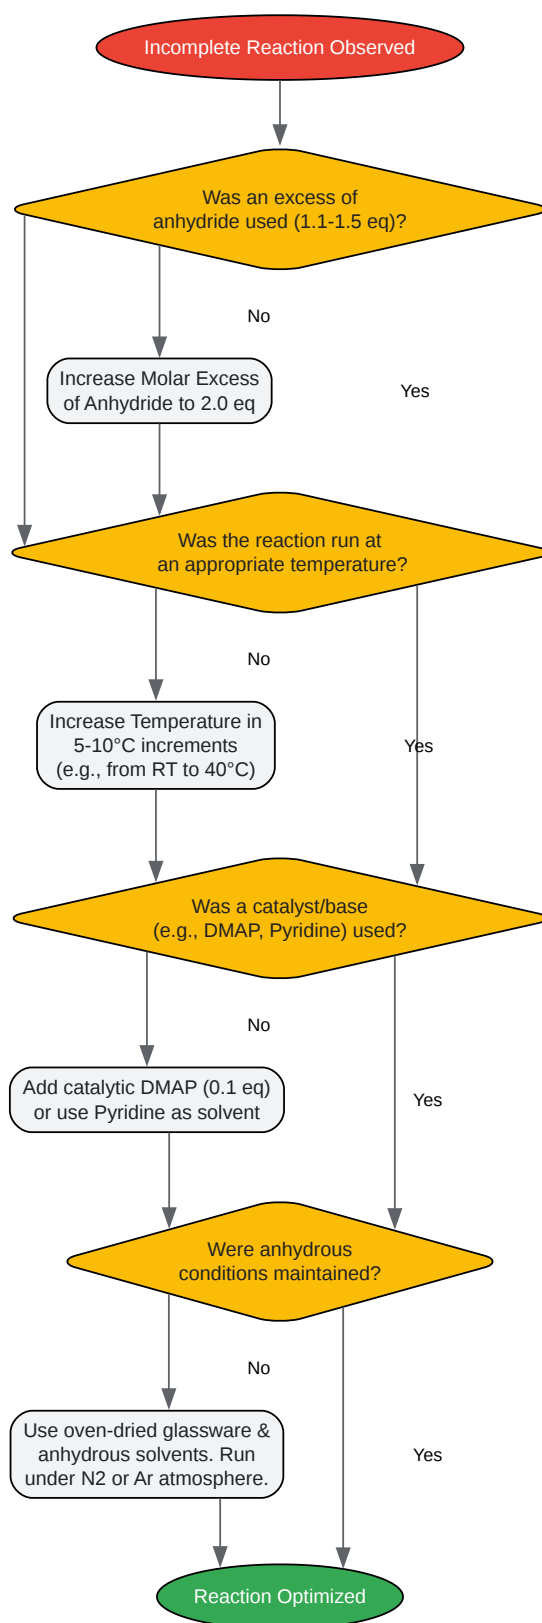 Incomplete Reaction Observed
Was an excess of
anhydride used (1.1-1.5 eq)?
No
Increase Molar Excess
of Anhydride to 2.0 eq
Yes
Was the reaction run at
an appropriate temperature?
No
Increase Temperature in
5-10°C increments
(e.g., from RT to 40°C)
Yes
Was a catalyst/base
(e.g., DMAP, Pyridine) used?
No
Add catalytic DMAP (0.1 eq)
or use Pyridine as solvent
Yes
Were anhydrous
conditions maintained?
No
Use oven-dried glassware &
anhydrous solvents. Run
under N2 or Ar atmosphere.
Yes
Reaction Optimized